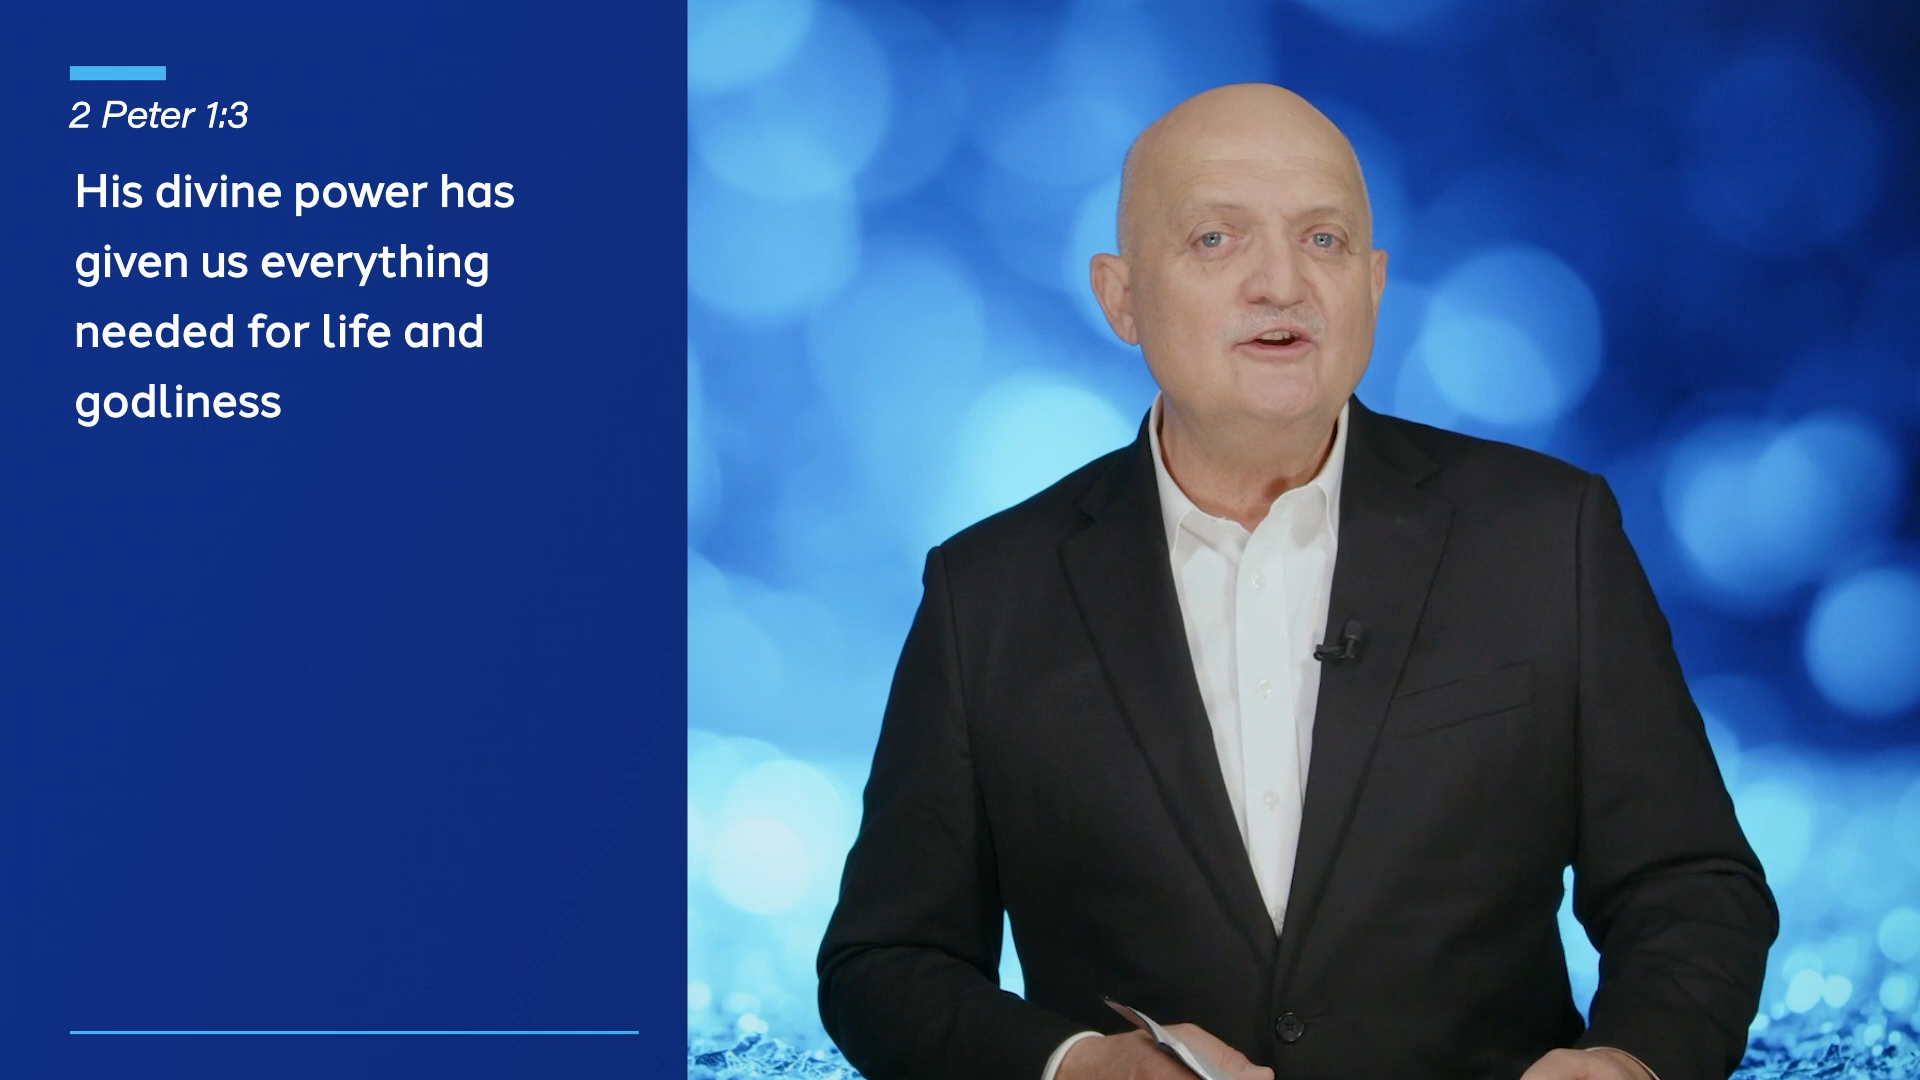 2 Peter 1:3
His divine power has
given us everything
needed for life and
godliness